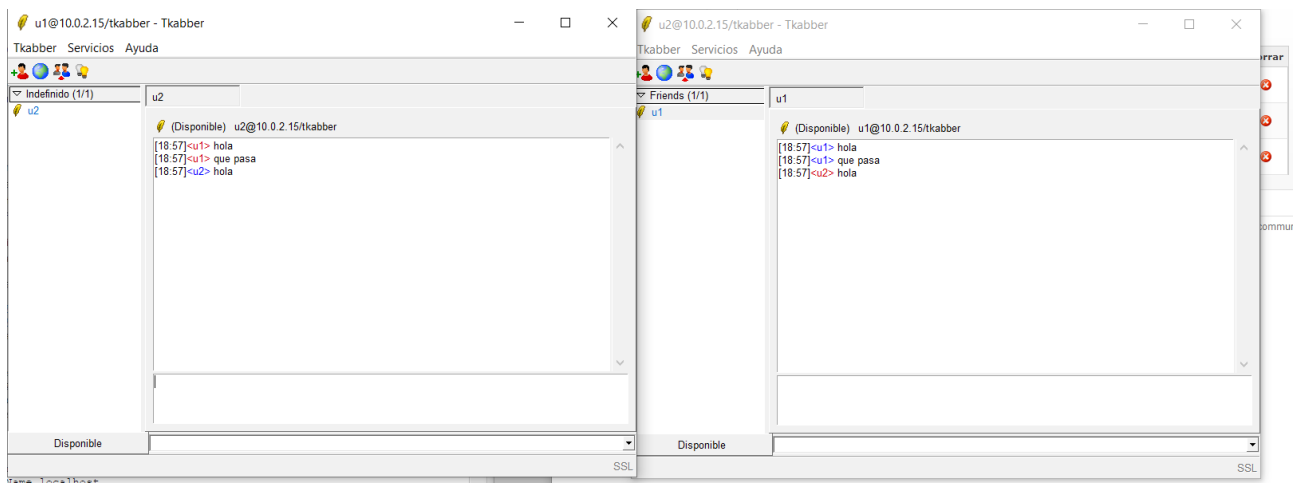 u1@10.0.2.15/tkabber - Tkabber
Tkabber Servicios Ayuda
Indefinido (1/1)
u2
u2
(Disponible) u2@10.0.2.15/tkabber
[18:57]<u1> hola
[18:57]<u1> que pasa
[18:57]<u2> hola
Disponible
SSL
u2@10.0.2.15/tkabber - Tkabber
Tkabber Servicios Ayuda
Friends (1/1)
u1
u1
(Disponible) u1@10.0.2.15/tkabber
[18:57]<u1> hola
[18:57]<u1> que pasa
[18:57]<u2> hola
Disponible
SSL